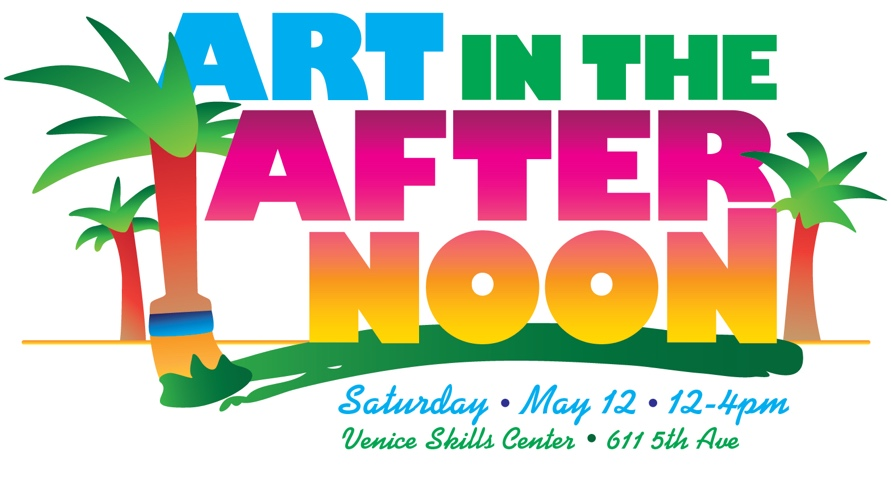 ART IN THE
AFTER
NOON
Saturday • May 12 • 12-4pm
Venice Skills Center • 611 5th Ave